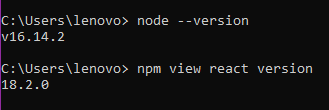 C:\Users\lenovo> node --version
v16.14.2
C:\Users\lenovo> npm view react version
18.2.0